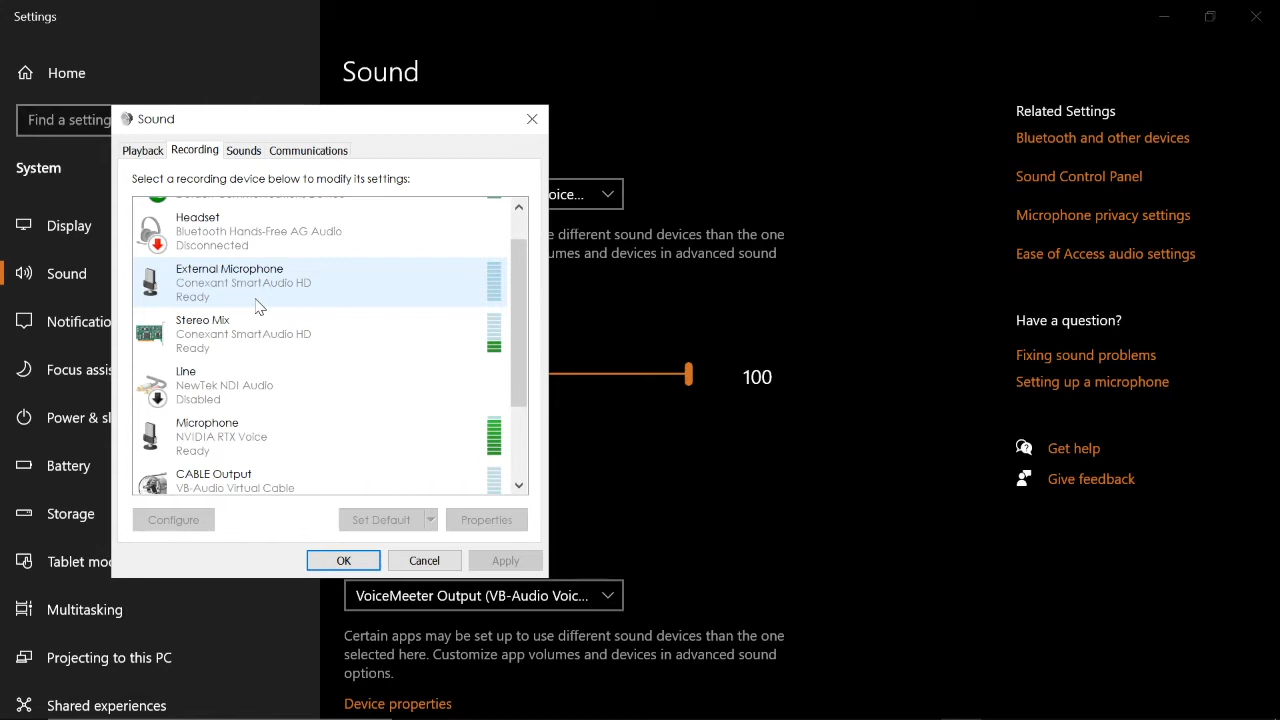 Settings
Home
Find a setting
System
Display
Sound
Notificatio
Focus assis
Power & sl
Battery
Storage
Tablet mo
Multitasking
Projecting to this PC
Shared experiences
Sound
Playback
Recording
Sounds
Communications
Select a recording device below to modify its settings:
Headset
Bluetooth Hands-Free AG Audio
Disconnected
External Microphone
Conexant SmartAudio HD
Ready
Stereo Mix
Conexant SmartAudio HD
Ready
Line
NewTek NDI Audio
Disabled
Microphone
NVIDIA RTX Voice
Ready
CABLE Output
VB-Audio Virtual Cable
Configure
Set Default
Properties
OK
Cancel
Apply
Sound
oice...
e different sound devices than the one
umes and devices in advanced sound
100
VoiceMeeter Output (VB-Audio Voic...
Certain apps may be set up to use different sound devices than the one
selected here. Customize app volumes and devices in advanced sound
options.
Device properties
Related Settings
Bluetooth and other devices
Sound Control Panel
Microphone privacy settings
Ease of Access audio settings
Have a question?
Fixing sound problems
Setting up a microphone
Get help
Give feedback